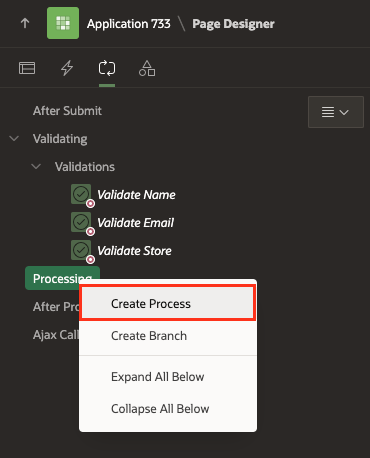 Application 733 \ Page Designer
After Submit
Validating
Validations
Validate Name
Validate Email
Validate Store
Processing
Create Process
After Pro
Create Branch
Ajax Call
Expand All Below
Collapse All Below